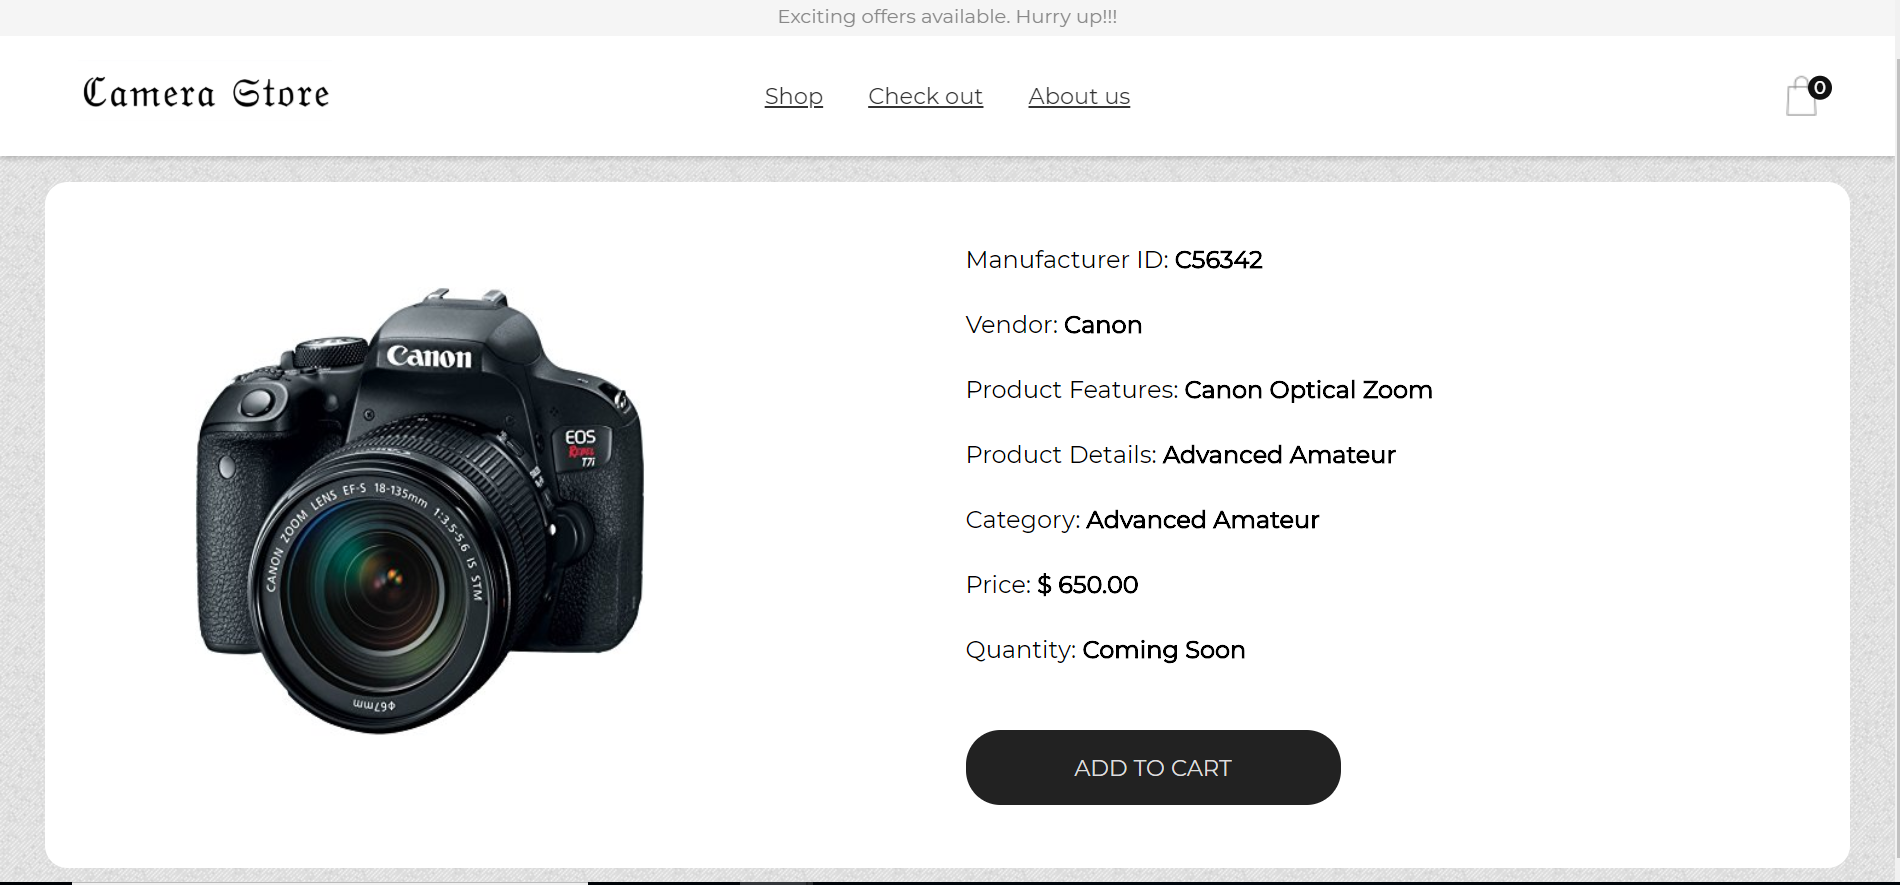 Exciting offers available. Hurry up!!!
Camera Store
Shop Check out About us
0
Manufacturer ID: C56342
Vendor: Canon
Product Features: Canon Optical Zoom
Product Details: Advanced Amateur
Category: Advanced Amateur
Price: $ 650.00
Quantity: Coming Soon
ADD TO CART
Canon
EOS
REBEL
T7i
CANON ZOOM LENS EF-S 18-135mm 1:3.5-5.6 IS STM
Φ67mm